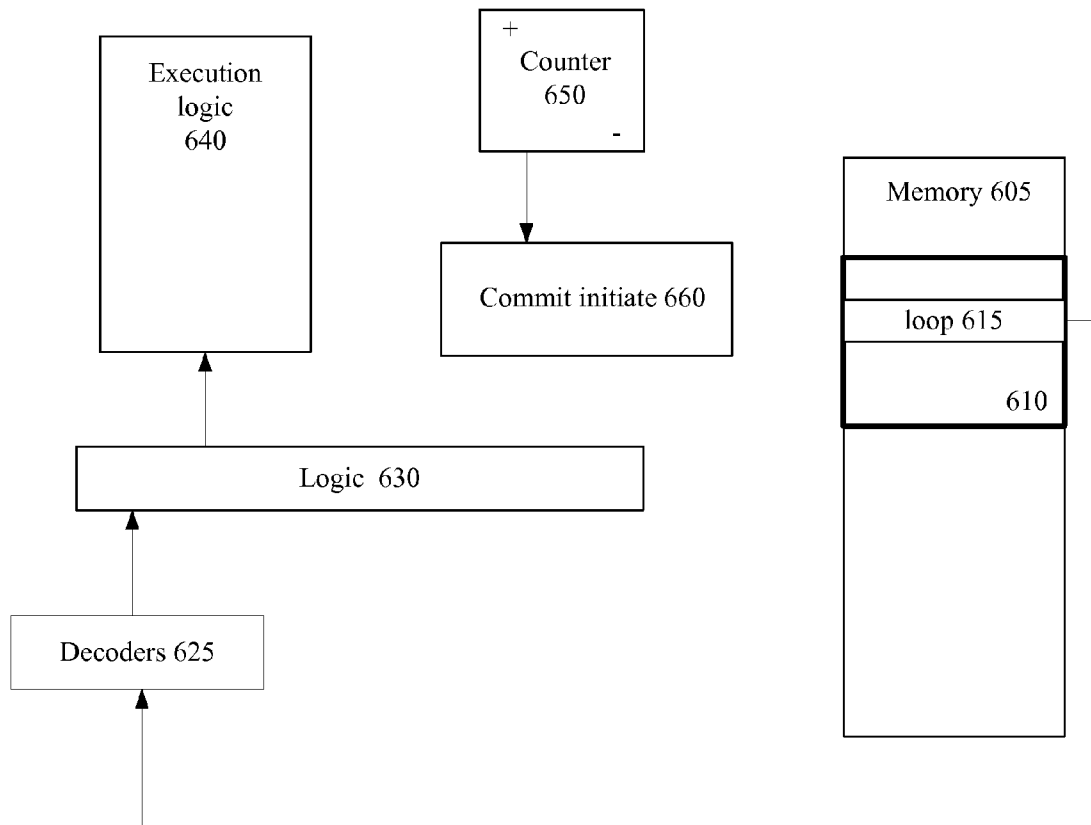 Execution
logic
640
+
Counter
650
-
Commit initiate 660
Memory 605
loop 615
610
Logic 630
Decoders 625